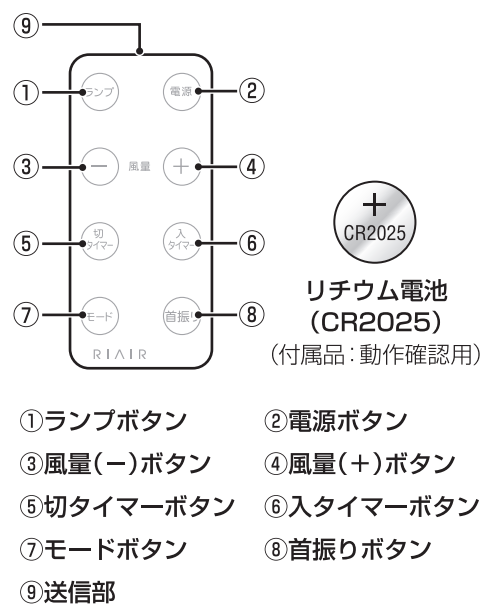 ⑨
① ランプ 電源 ②
③ － 風量 ＋ ④
⑤ 切タイマー 入タイマー ⑥
⑦ モード 首振り ⑧
RIAIR
＋
CR2025
リチウム電池
（CR2025）
（付属品：動作確認用）
①ランプボタン ②電源ボタン
③風量（－）ボタン ④風量（＋）ボタン
⑤切タイマーボタン ⑥入タイマーボタン
⑦モードボタン ⑧首振りボタン
⑨送信部